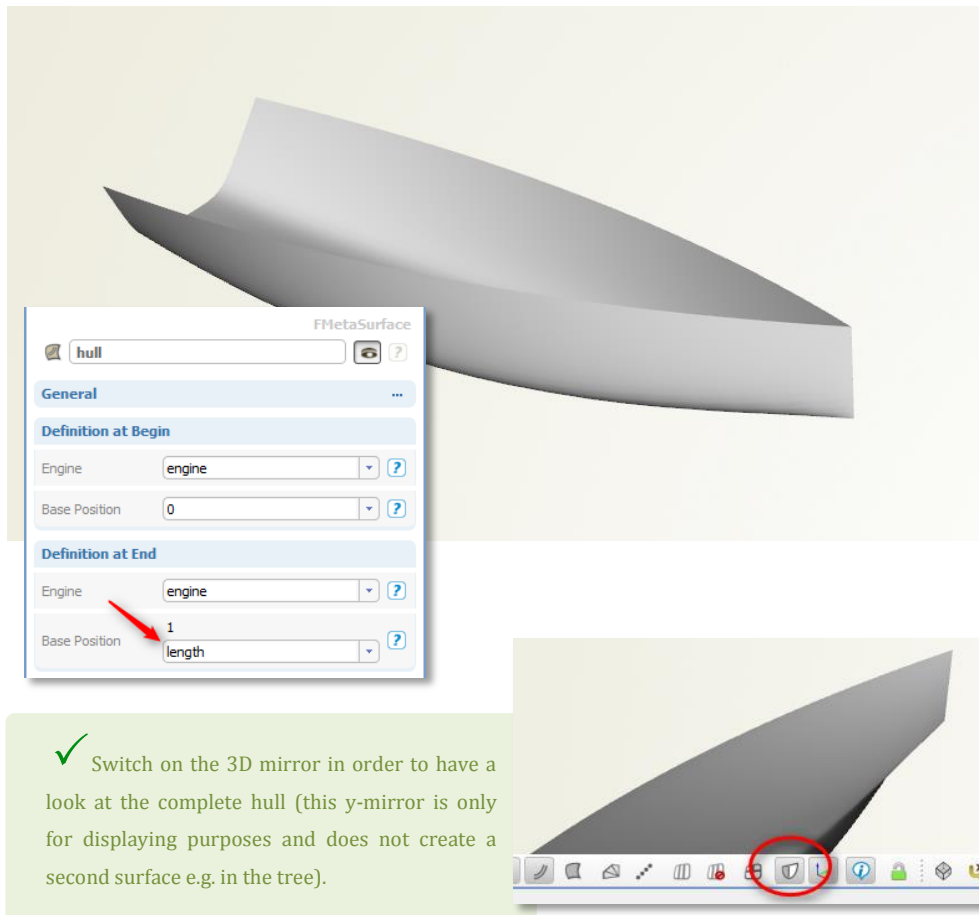 FMetaSurface
hull
?
General ...
Definition at Begin
Engine engine ?
Base Position 0 ?
Definition at End
Engine engine ?
1
Base Position length ?
Switch on the 3D mirror in order to have a
look at the complete hull (this y-mirror is only
for displaying purposes and does not create a
second surface e.g. in the tree).